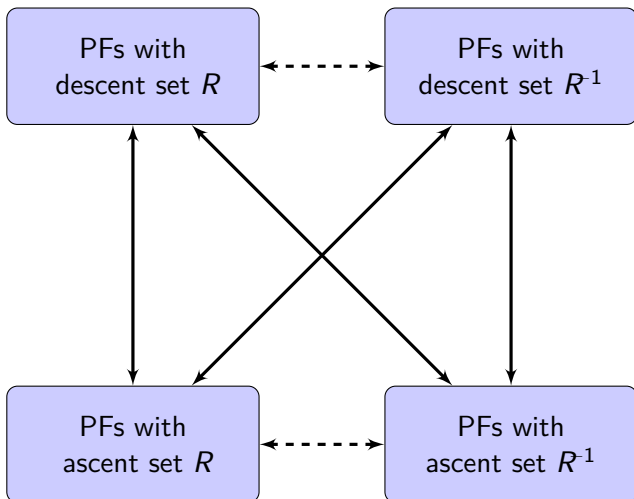 PFs with
descent set R
PFs with
descent set R⁻¹
PFs with
ascent set R
PFs with
ascent set R⁻¹